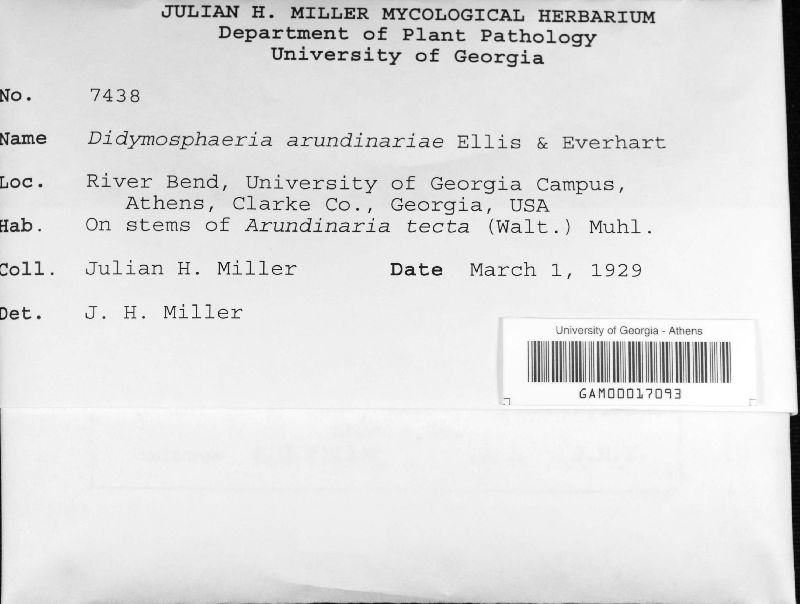 JULIAN H. MILLER MYCOLOGICAL HERBARIUM
Department of Plant Pathology
University of Georgia
No. 7438
Name Didymosphaeria arundinariae Ellis & Everhart
Loc. River Bend, University of Georgia Campus,
Athens, Clarke Co., Georgia, USA
Hab. On stems of Arundinaria tecta (Walt.) Muhl.
Coll. Julian H. Miller Date March 1, 1929
Det. J. H. Miller
University of Georgia - Athens
GAM00017093